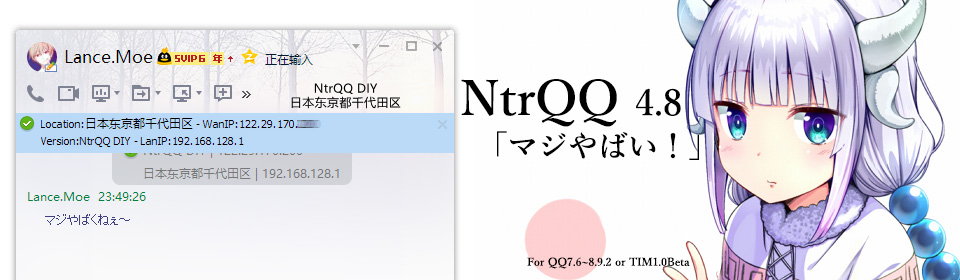 Lance.Moe SVIP6 年 正在输入
NtrQQ DIY
日本东京都千代田区
Location:日本东京都千代田区 - WanIP:122.29.170.
Version:NtrQQ DIY - LanIP:192.168.128.1
日本东京都千代田区 | 192.168.128.1
Lance.Moe 23:49:26
マジやばくねぇ～
NtrQQ 4.8
「マジやばい！」
For QQ7.6~8.9.2 or TIM1.0Beta